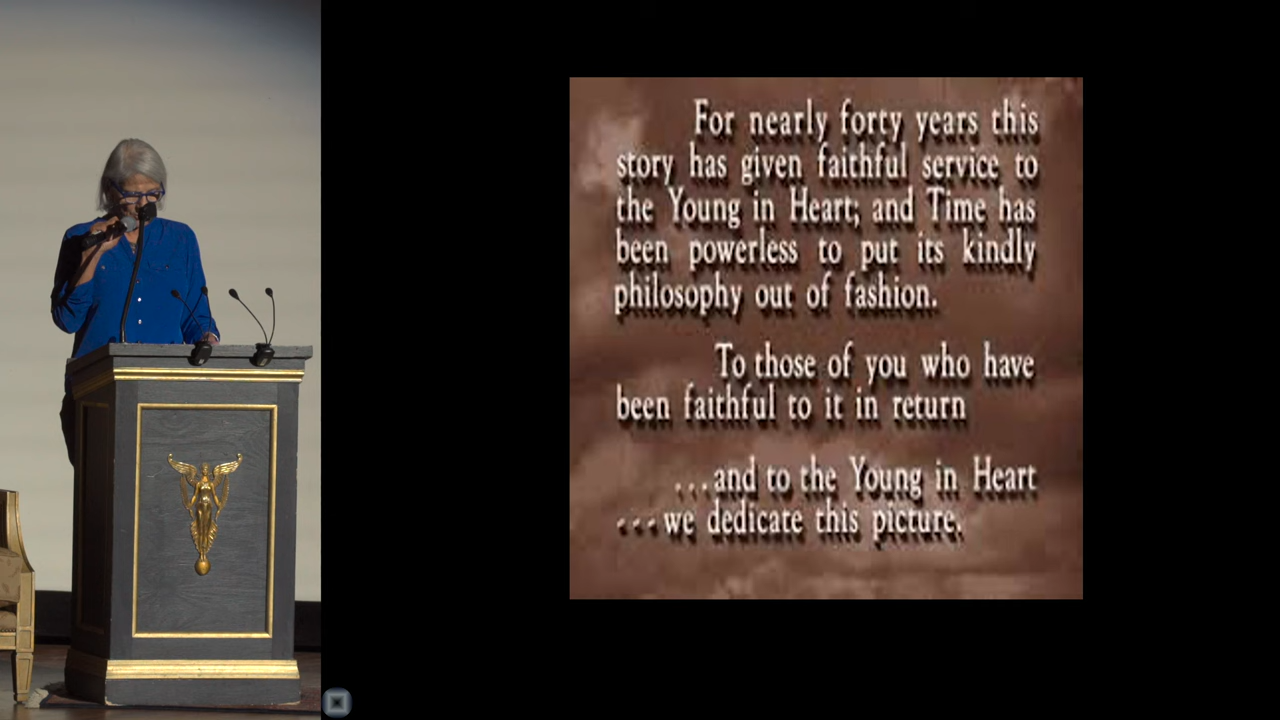 For nearly forty years this
story has given faithful service to
the Young in Heart; and Time has
been powerless to put its kindly
philosophy out of fashion.
To those of you who have
been faithful to it in return
...and to the Young in Heart
...we dedicate this picture.